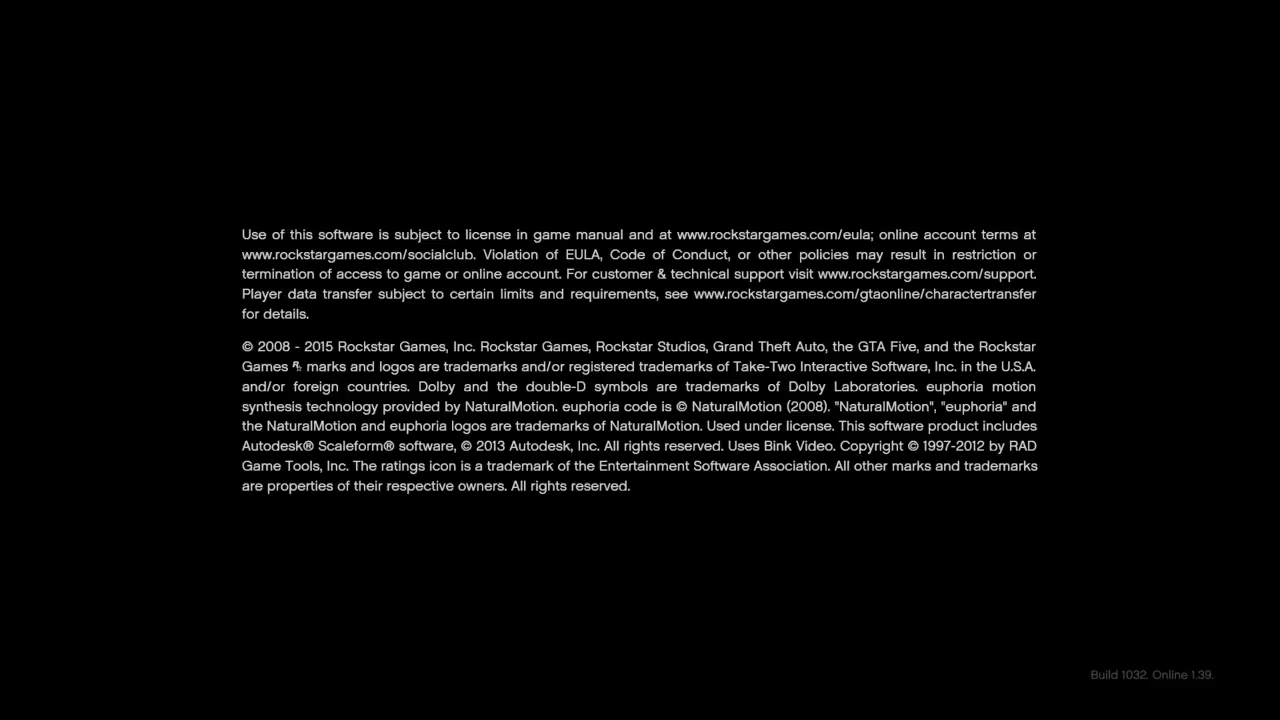 Use of this software is subject to license in game manual and at www.rockstargames.com/eula; online account terms at
www.rockstargames.com/socialclub. Violation of EULA, Code of Conduct, or other policies may result in restriction or
termination of access to game or online account. For customer & technical support visit www.rockstargames.com/support.
Player data transfer subject to certain limits and requirements, see www.rockstargames.com/gtaonline/charactertransfer
for details.
© 2008 - 2015 Rockstar Games, Inc. Rockstar Games, Rockstar Studios, Grand Theft Auto, the GTA Five, and the Rockstar
Games R* marks and logos are trademarks and/or registered trademarks of Take-Two Interactive Software, Inc. in the U.S.A.
and/or foreign countries. Dolby and the double-D symbols are trademarks of Dolby Laboratories. euphoria motion
synthesis technology provided by NaturalMotion. euphoria code is © NaturalMotion (2008). "NaturalMotion", "euphoria" and
the NaturalMotion and euphoria logos are trademarks of NaturalMotion. Used under license. This software product includes
Autodesk® Scaleform® software, © 2013 Autodesk, Inc. All rights reserved. Uses Bink Video. Copyright © 1997-2012 by RAD
Game Tools, Inc. The ratings icon is a trademark of the Entertainment Software Association. All other marks and trademarks
are properties of their respective owners. All rights reserved.
Build 1032. Online 1.39.